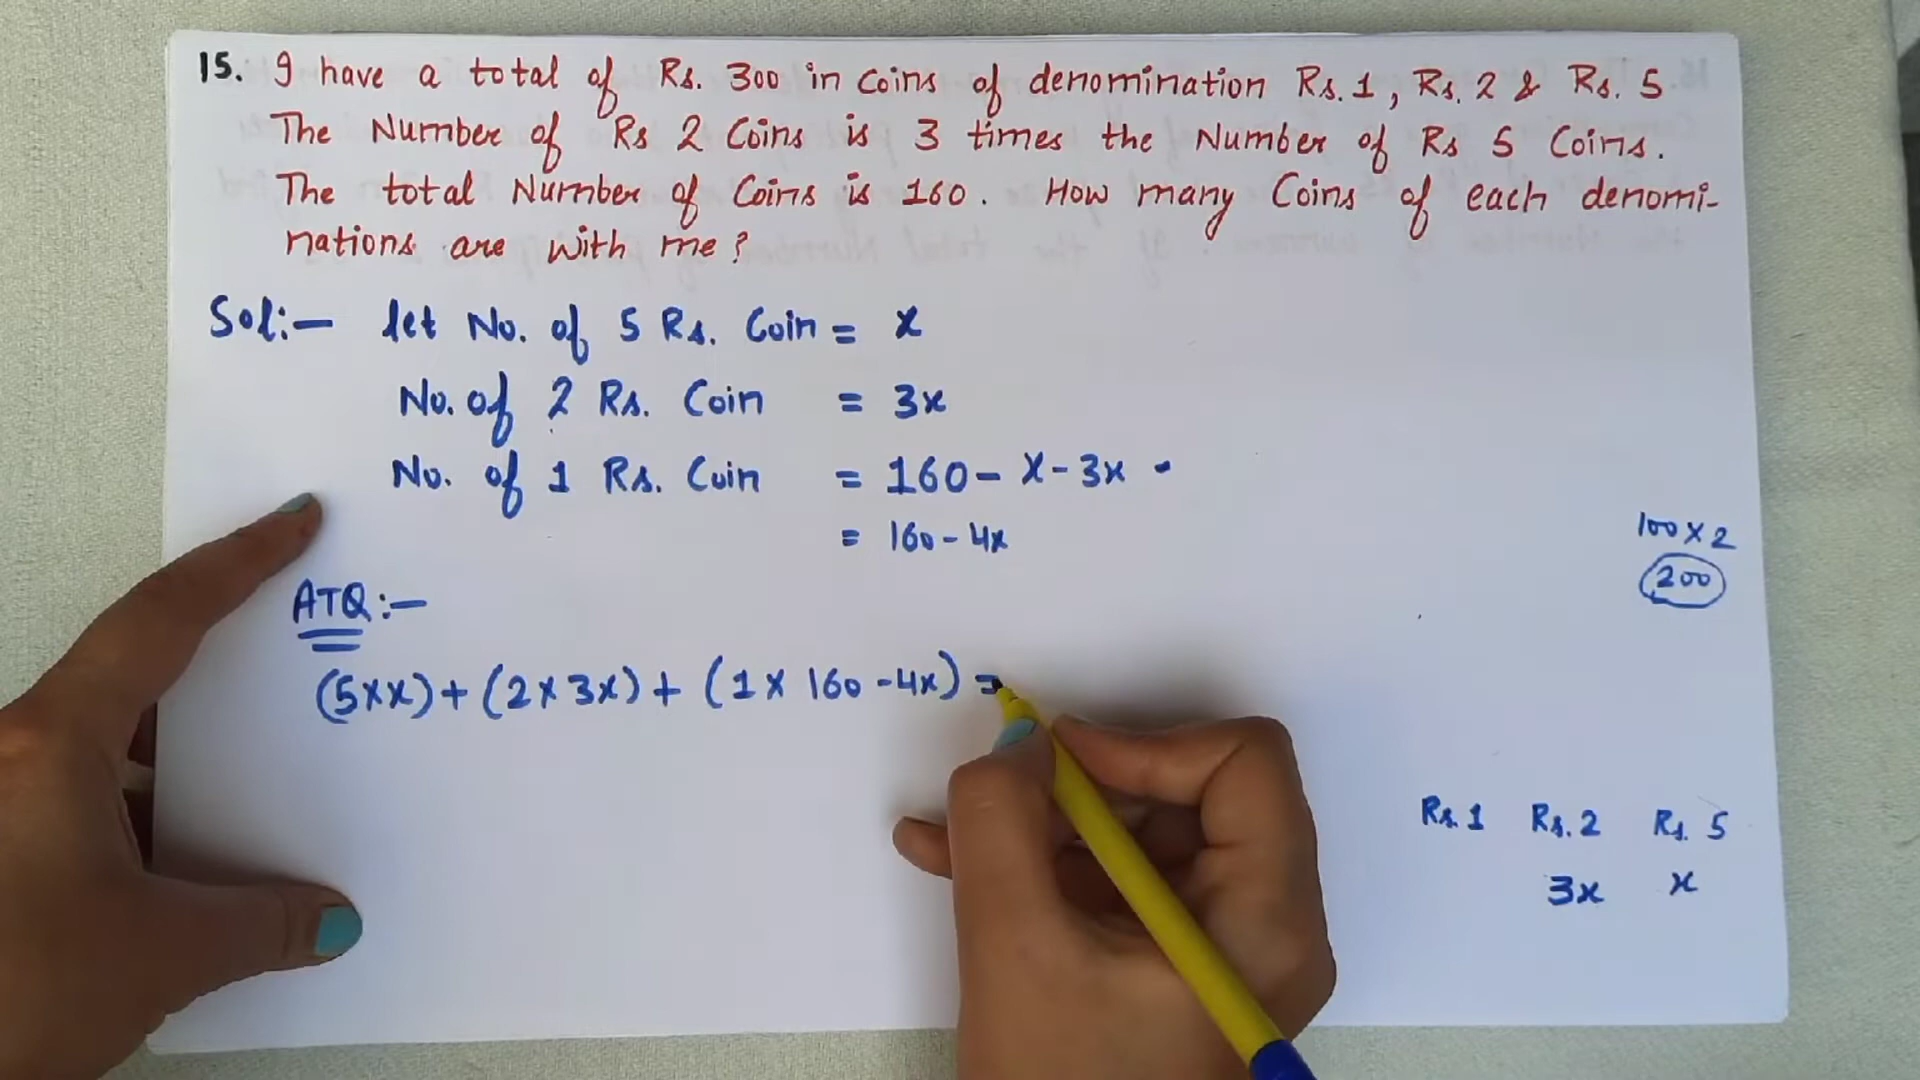 15. I have a total of Rs. 300 in Coins of denomination Rs. 1, Rs. 2 & Rs. 5
The Number of Rs 2 Coins is 3 times the Number of Rs 5 Coins.
The total Number of Coins is 160. How many Coins of each denomi-
nations are with me?
Sol:- let No. of 5 Rs. Coin = x
No. of 2 Rs. Coin = 3x
No. of 1 Rs. Coin = 160 - x - 3x -
= 160 - 4x
100 x 2
200
ATQ:-
(5 x x) + (2 x 3x) + (1 x 160 - 4x) =
Rs. 1 Rs. 2 Rs. 5
3x x